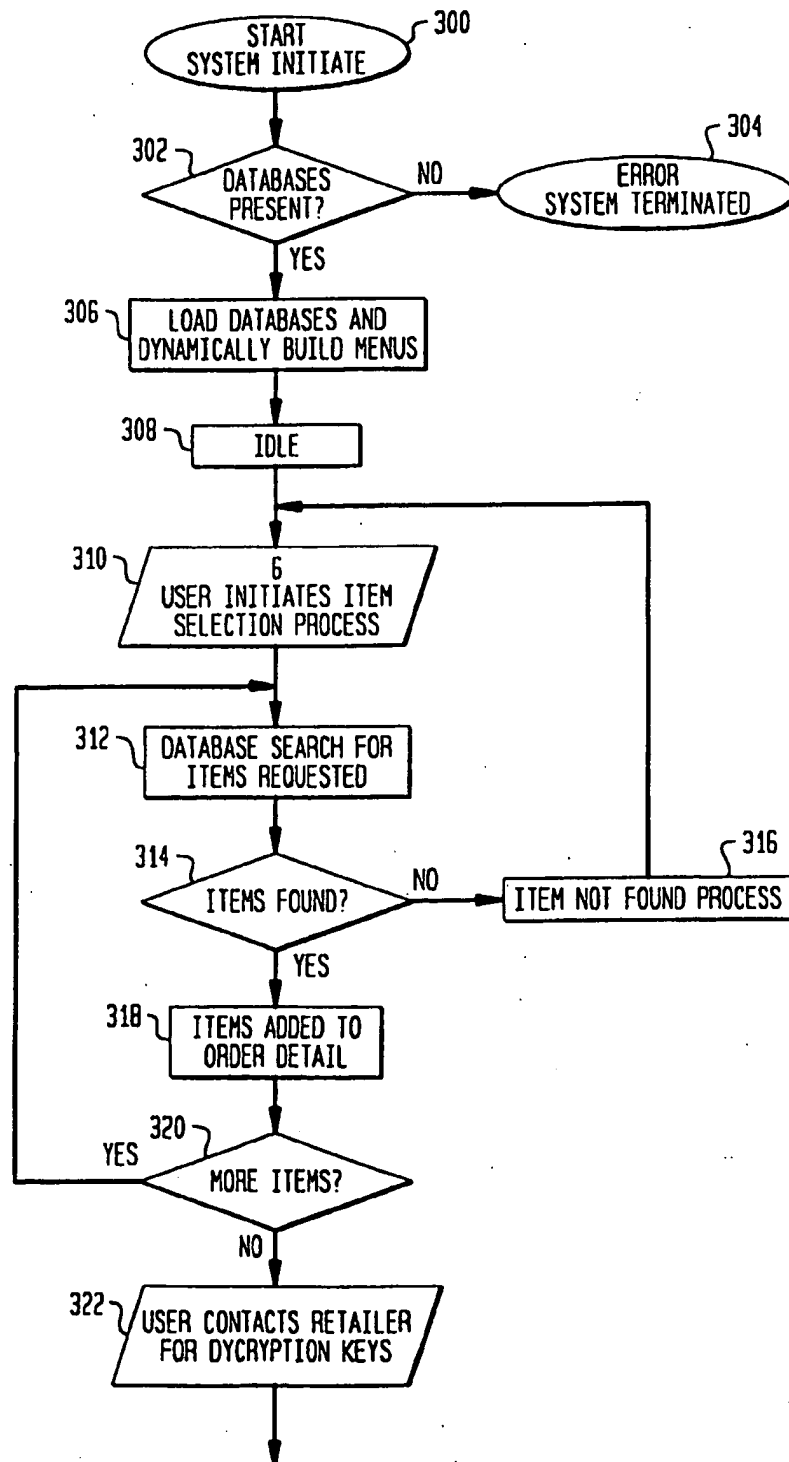 START
SYSTEM INITIATE
300
302
DATABASES
PRESENT?
NO
304
ERROR
SYSTEM TERMINATED
YES
306
LOAD DATABASES AND
DYNAMICALLY BUILD MENUS
308
IDLE
310
6
USER INITIATES ITEM
SELECTION PROCESS
312
DATABASE SEARCH FOR
ITEMS REQUESTED
314
ITEMS FOUND?
NO
316
ITEM NOT FOUND PROCESS
YES
318
ITEMS ADDED TO
ORDER DETAIL
320
YES
MORE ITEMS?
NO
322
USER CONTACTS RETAILER
FOR DYCRYPTION KEYS